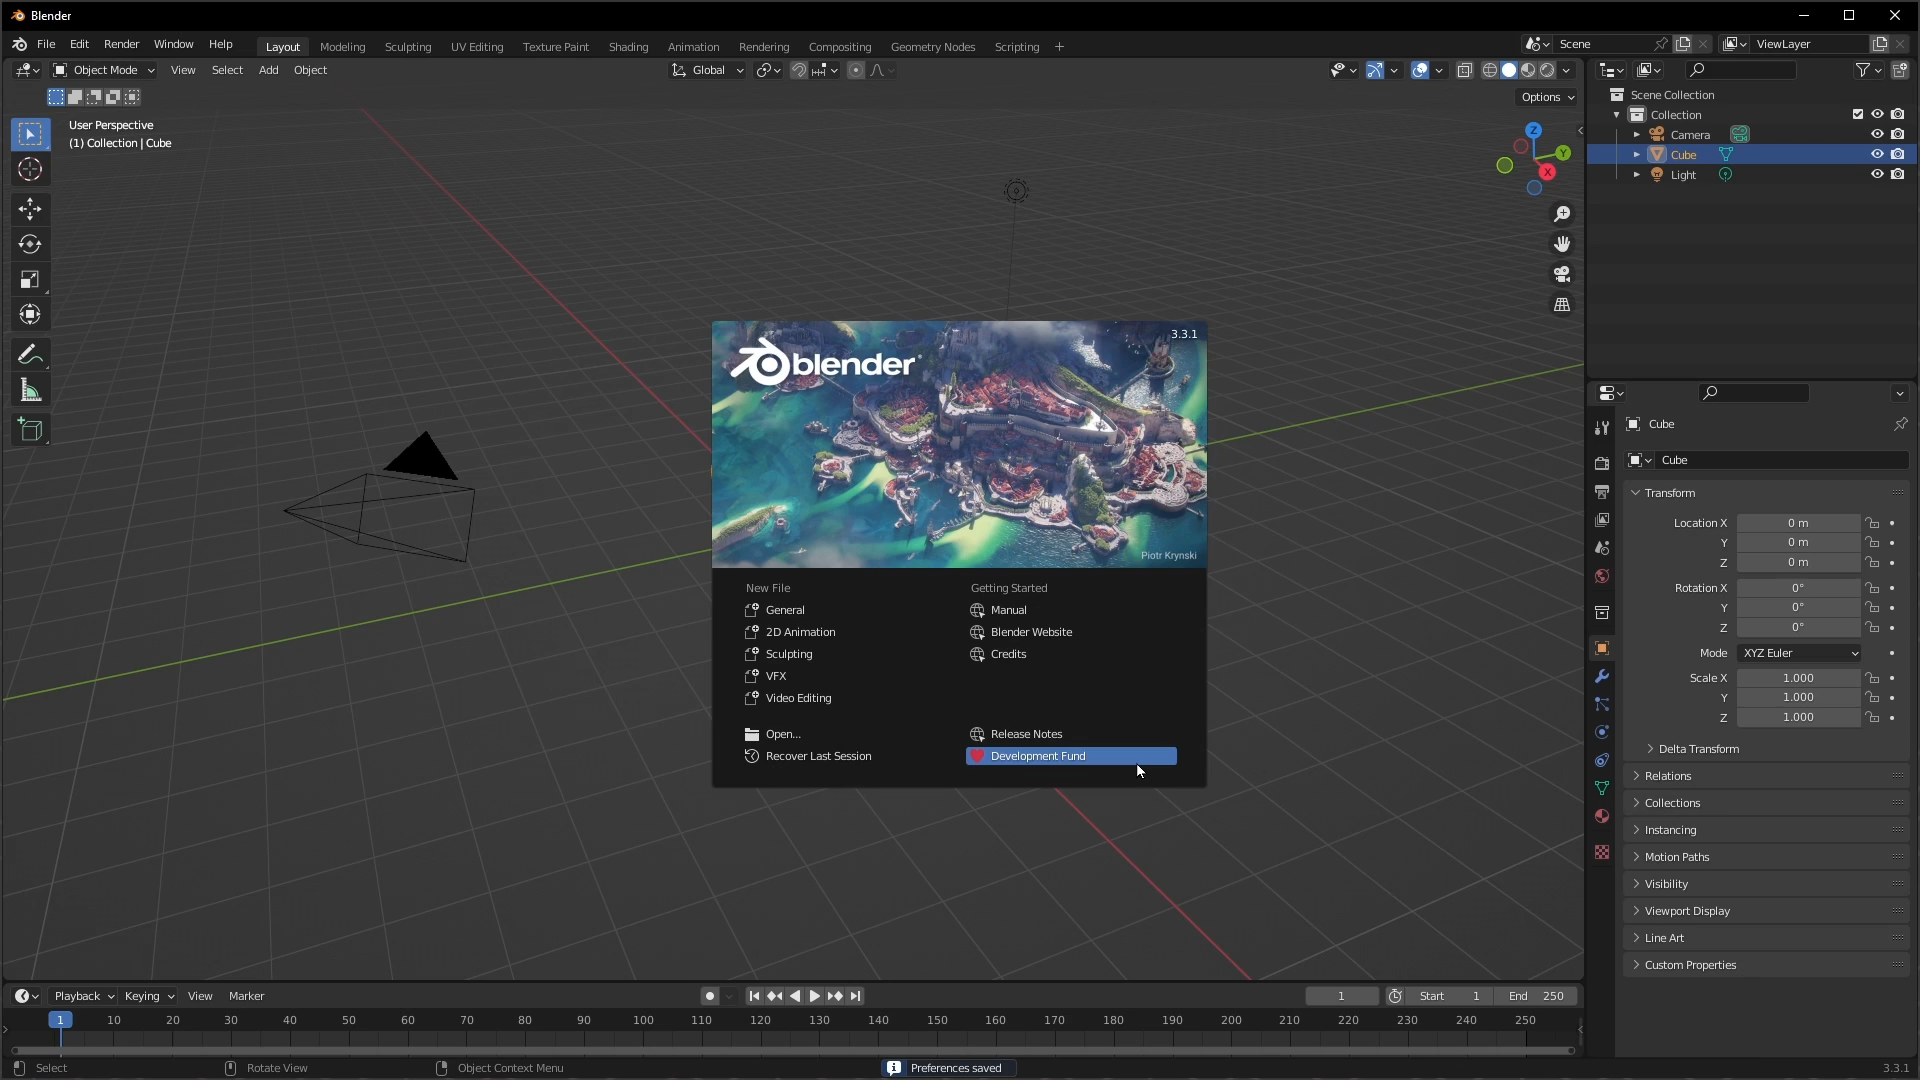 Blender
File Edit Render Window Help Layout Modeling Sculpting UV Editing Texture Paint Shading Animation Rendering Compositing Geometry Nodes Scripting + Scene ViewLayer
Object Mode View Select Add Object Global
Options
User Perspective
(1) Collection | Cube
Z
Y
X
Scene Collection
Collection
Camera
Cube
Light
3.3.1
blender
Piotr Krynski
New File
General
2D Animation
Sculpting
VFX
Video Editing
Open...
Recover Last Session
Getting Started
Manual
Blender Website
Credits
Release Notes
Development Fund
Cube
Cube
Transform
Location X 0 m
Y 0 m
Z 0 m
Rotation X 0°
Y 0°
Z 0°
Mode XYZ Euler
Scale X 1.000
Y 1.000
Z 1.000
Delta Transform
Relations
Collections
Instancing
Motion Paths
Visibility
Viewport Display
Line Art
Custom Properties
Playback Keying View Marker 1 Start 1 End 250
1 10 20 30 40 50 60 70 80 90 100 110 120 130 140 150 160 170 180 190 200 210 220 230 240 250
Select Rotate View Object Context Menu Preferences saved 3.3.1